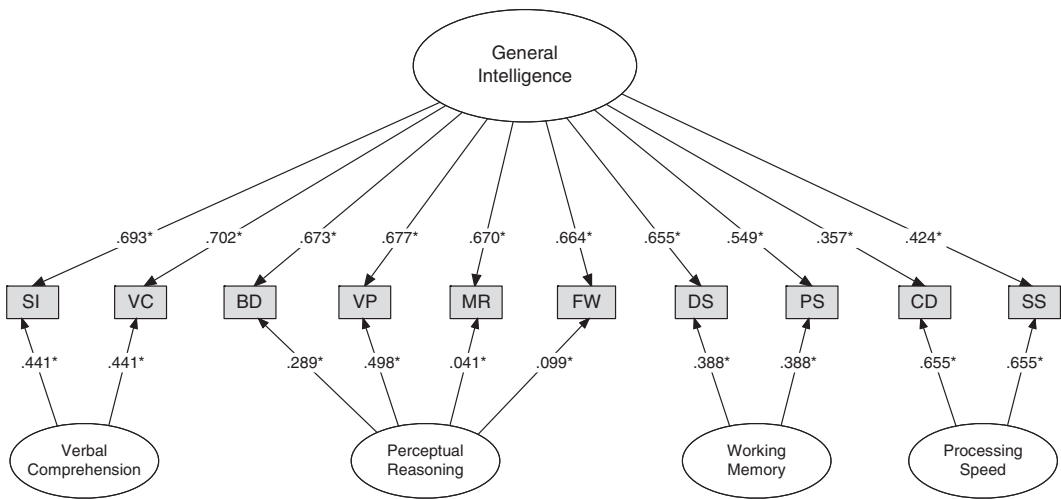 General
Intelligence
.693* .702* .673* .677* .670* .664* .655* .549* .357* .424*
SI VC BD VP MR FW DS PS CD SS
.441* .441* .289* .498* .041* .099* .388* .388* .655* .655*
Verbal
Comprehension
Perceptual
Reasoning
Working
Memory
Processing
Speed